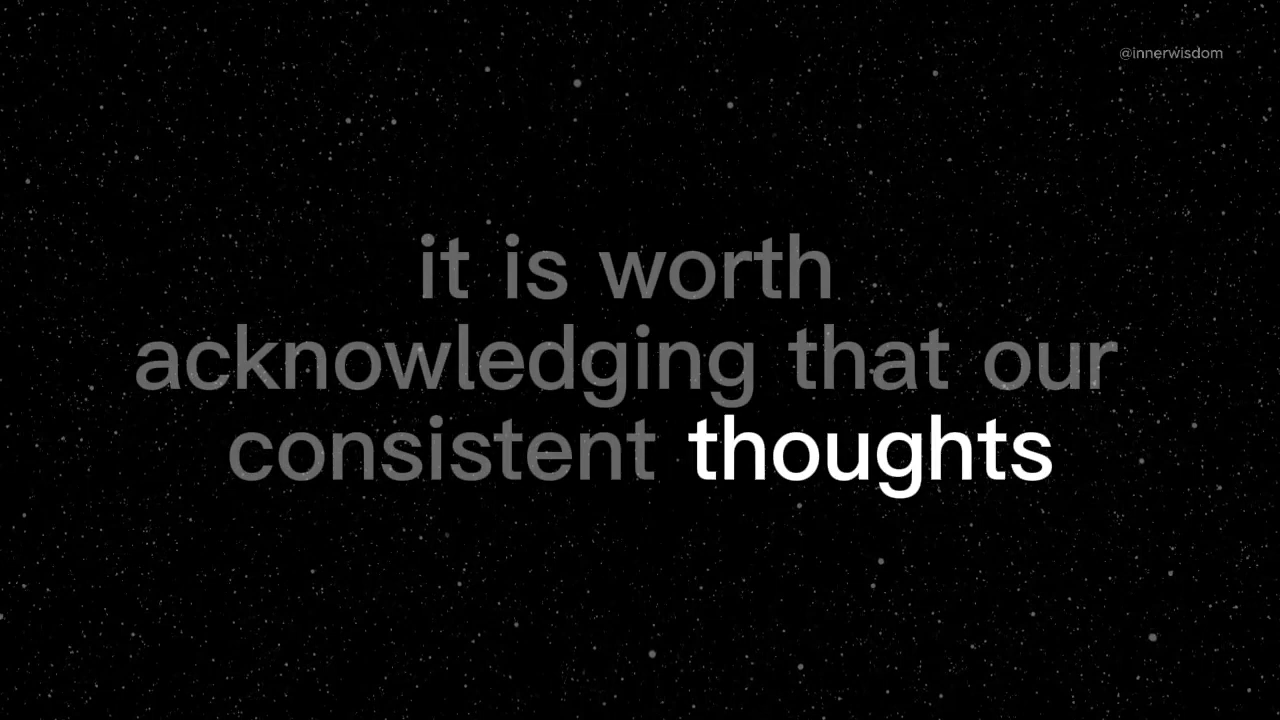 @innerwisdom
it is worth
acknowledging that our
consistent thoughts